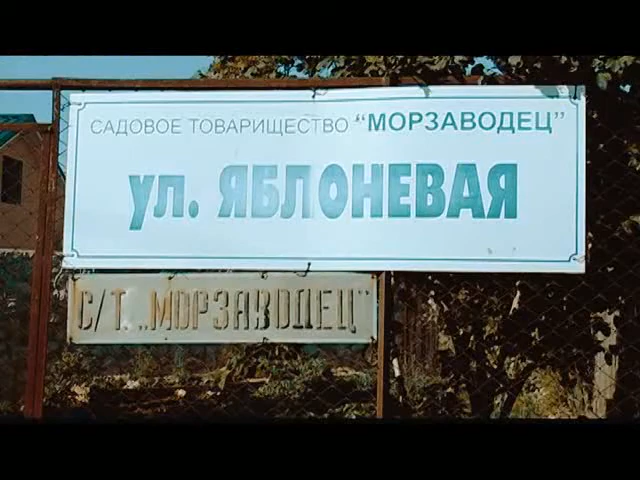 САДОВОЕ ТОВАРИЩЕСТВО "МОРЗАВОДЕЦ"
ул. ЯБЛОНЕВАЯ
С/Т. „МОРЗАВОДЕЦ"